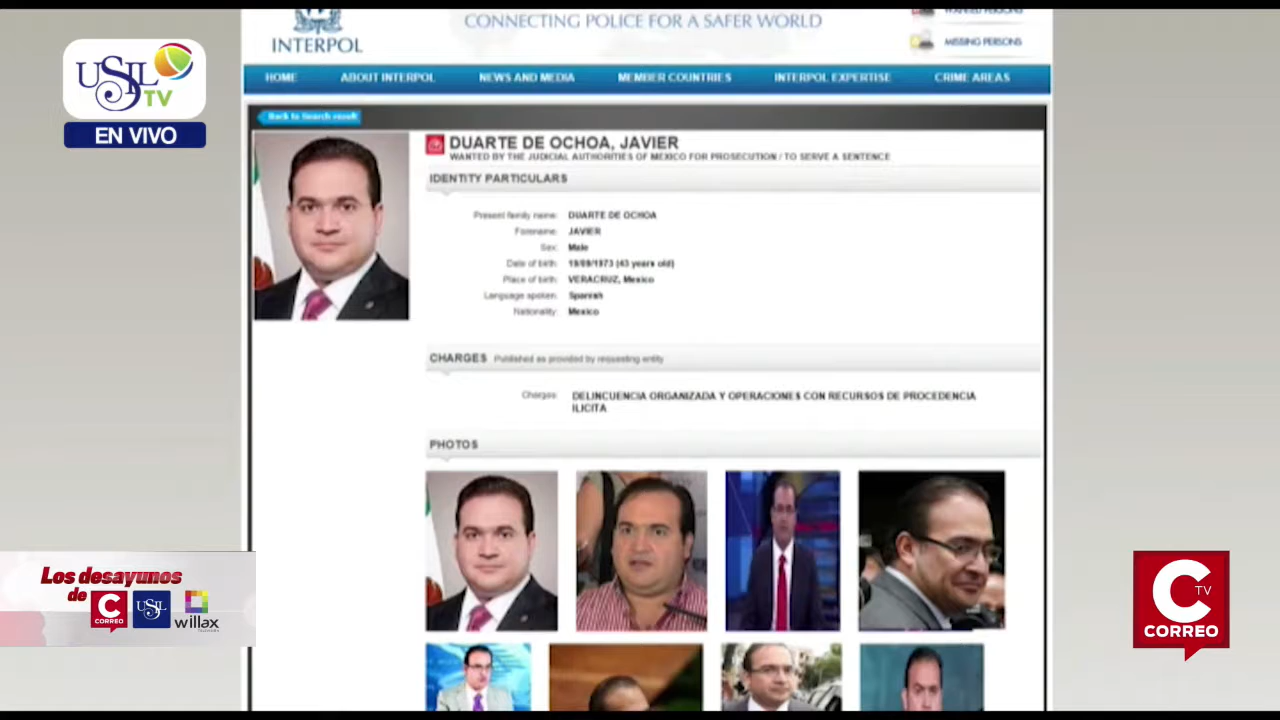 CONNECTING POLICE FOR A SAFER WORLD
WANTED PERSONS
INTERPOL
MISSING PERSONS
HOME ABOUT INTERPOL NEWS AND MEDIA MEMBER COUNTRIES INTERPOL EXPERTISE CRIME AREAS
USIL
TV
EN VIVO
Back to Search result
DUARTE DE OCHOA, JAVIER
WANTED BY THE JUDICIAL AUTHORITIES OF MEXICO FOR PROSECUTION / TO SERVE A SENTENCE
IDENTITY PARTICULARS
Present family name: DUARTE DE OCHOA
Forename: JAVIER
Sex: Male
Date of birth: 19/09/1973 (43 years old)
Place of birth: VERACRUZ, Mexico
Language spoken: Spanish
Nationality: Mexico
CHARGES Published as provided by requesting entity
Charges: DELINCUENCIA ORGANIZADA Y OPERACIONES CON RECURSOS DE PROCEDENCIA
ILICITA
PHOTOS
Los desayunos
de C CORREO USIL willax
C TV
CORREO